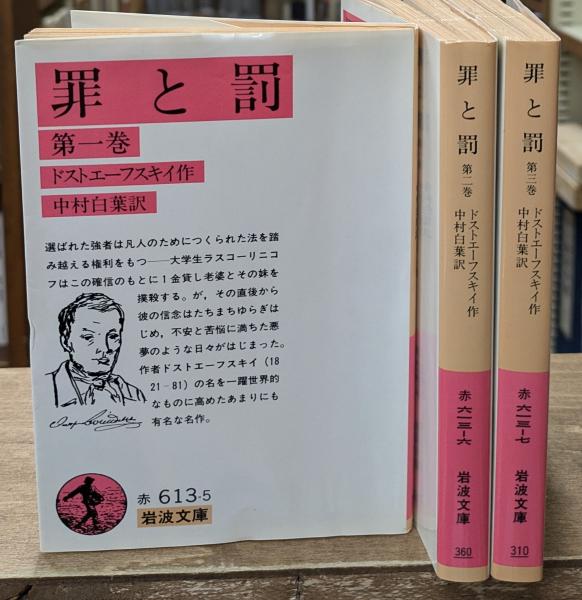 罪と罰
第一巻
ドストエーフスキイ作
中村白葉訳
選ばれた強者は凡人のためにつくられた法を踏
み越える権利をもつ──大学生ラスコーリニコ
フはこの確信のもとに1金貸し老婆とその妹を
撲殺する。が，その直後から
彼の信念はたちまちゆらぎは
じめ，不安と苦悩に満ちた悪
夢のような日々がはじまった。
作者ドストエーフスキイ（18
21-81）の名を一躍世界的
なものに高めたあまりにも
有名な名作。
赤 613-5
岩波文庫
罪と罰
第二巻
ドストエーフスキイ作
中村白葉訳
赤 六一三-六
岩波文庫
360
罪と罰
第三巻
ドストエーフスキイ作
中村白葉訳
赤 六一三-七
岩波文庫
310